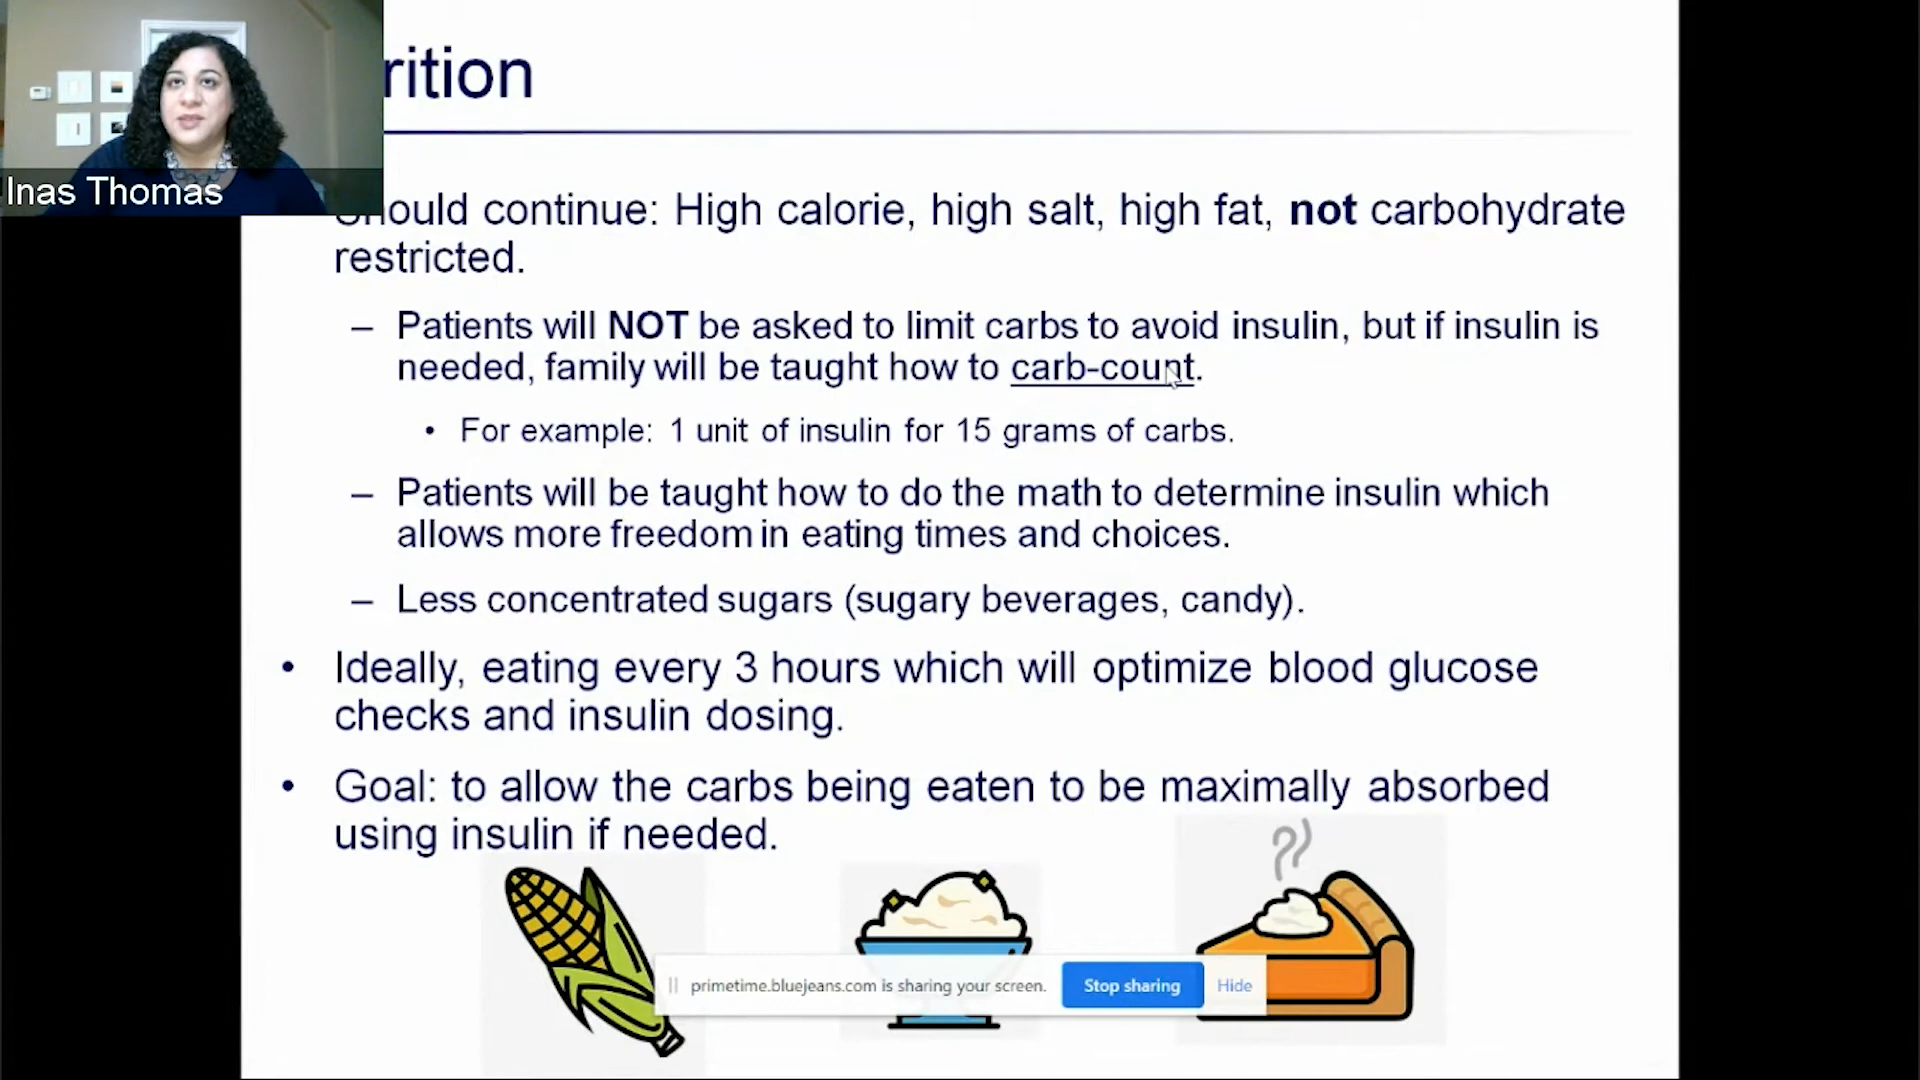 rition
Inas Thomas
Should continue: High calorie, high salt, high fat, not carbohydrate
restricted.
– Patients will NOT be asked to limit carbs to avoid insulin, but if insulin is
needed, family will be taught how to carb-count.
• For example: 1 unit of insulin for 15 grams of carbs.
– Patients will be taught how to do the math to determine insulin which
allows more freedom in eating times and choices.
– Less concentrated sugars (sugary beverages, candy).
• Ideally, eating every 3 hours which will optimize blood glucose
checks and insulin dosing.
• Goal: to allow the carbs being eaten to be maximally absorbed
using insulin if needed.
primetime.bluejeans.com is sharing your screen. Stop sharing Hide